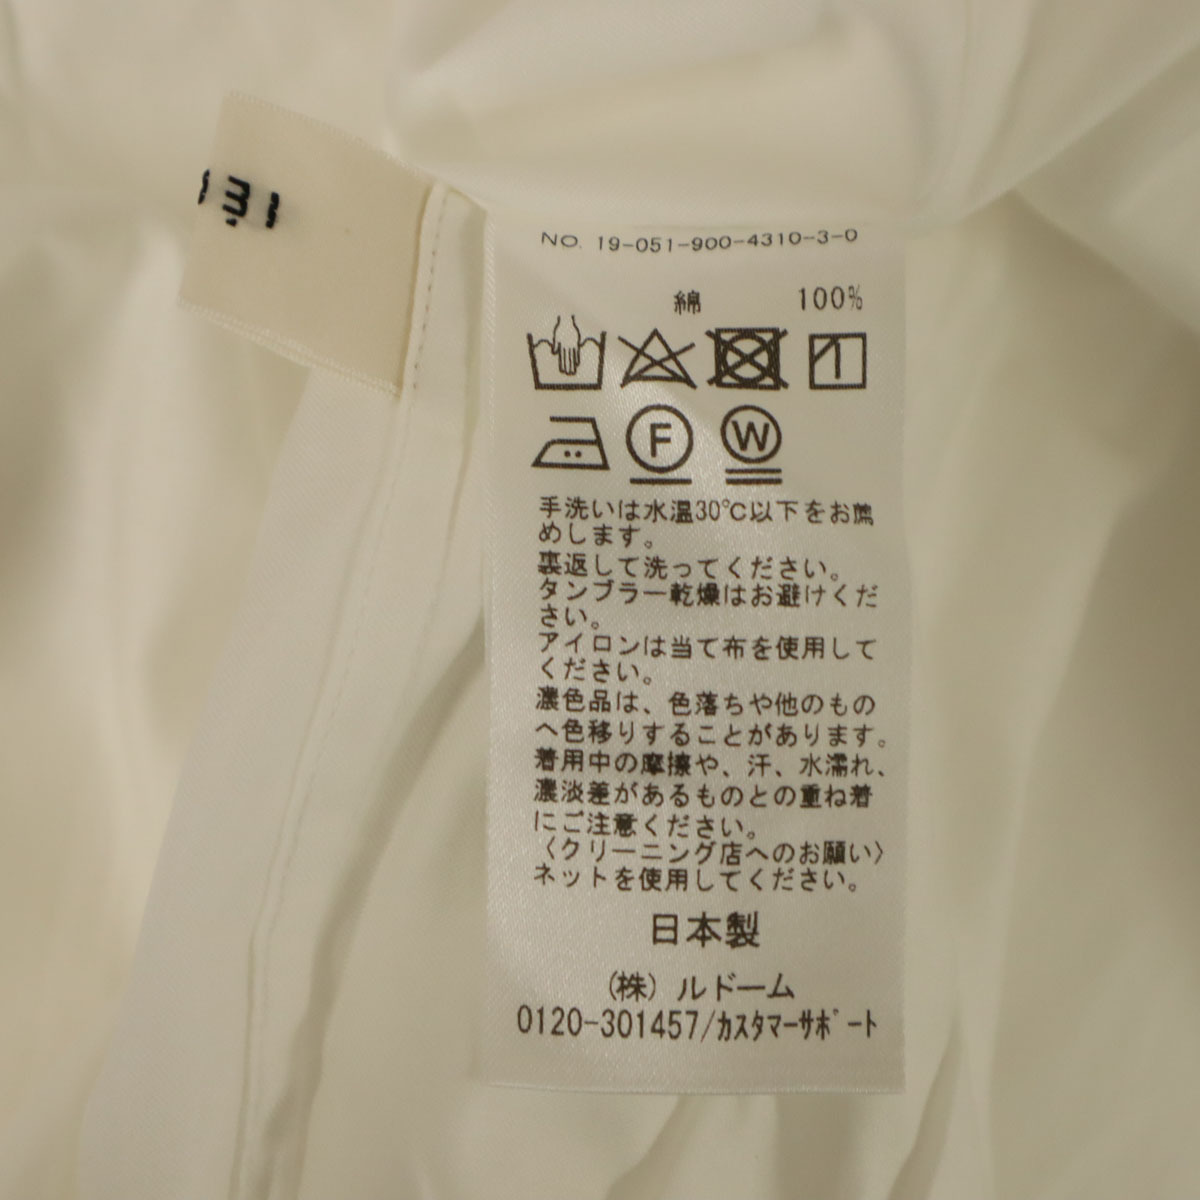 NO. 19-051-900-4310-3-0
綿 100%
F W
手洗いは水温30℃以下をお薦
めします。
裏返して洗ってください。
タンブラー乾燥はお避けくだ
さい。
アイロンは当て布を使用して
ください。
濃色品は、色落ちや他のもの
へ色移りすることがあります。
着用中の摩擦や、汗、水濡れ、
濃淡差があるものとの重ね着
にご注意ください。
〈クリーニング店へのお願い〉
ネットを使用してください。
日本製
(株)ルドーム
0120-301457/カスタマーサポート